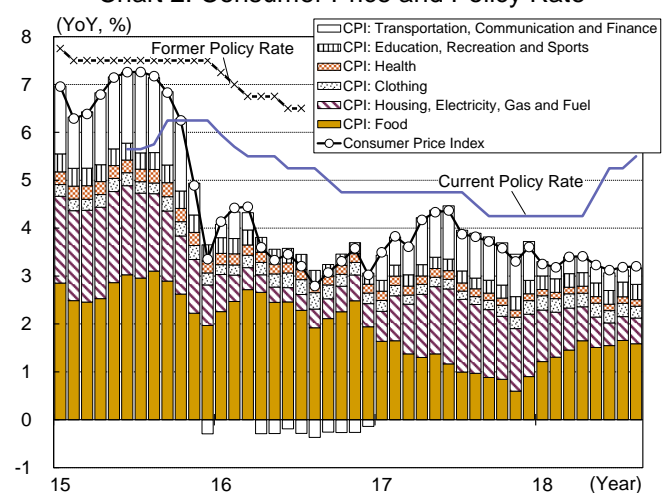 Chart 2: Consumer Price and Policy Rate
(YoY, %)
8
7
6
5
4
3
2
1
0
-1
Former Policy Rate
CPI: Transportation, Communication and Finance
CPI: Education, Recreation and Sports
CPI: Health
CPI: Clothing
CPI: Housing, Electricity, Gas and Fuel
CPI: Food
Consumer Price Index
Current Policy Rate
15 16 17 18 (Year)